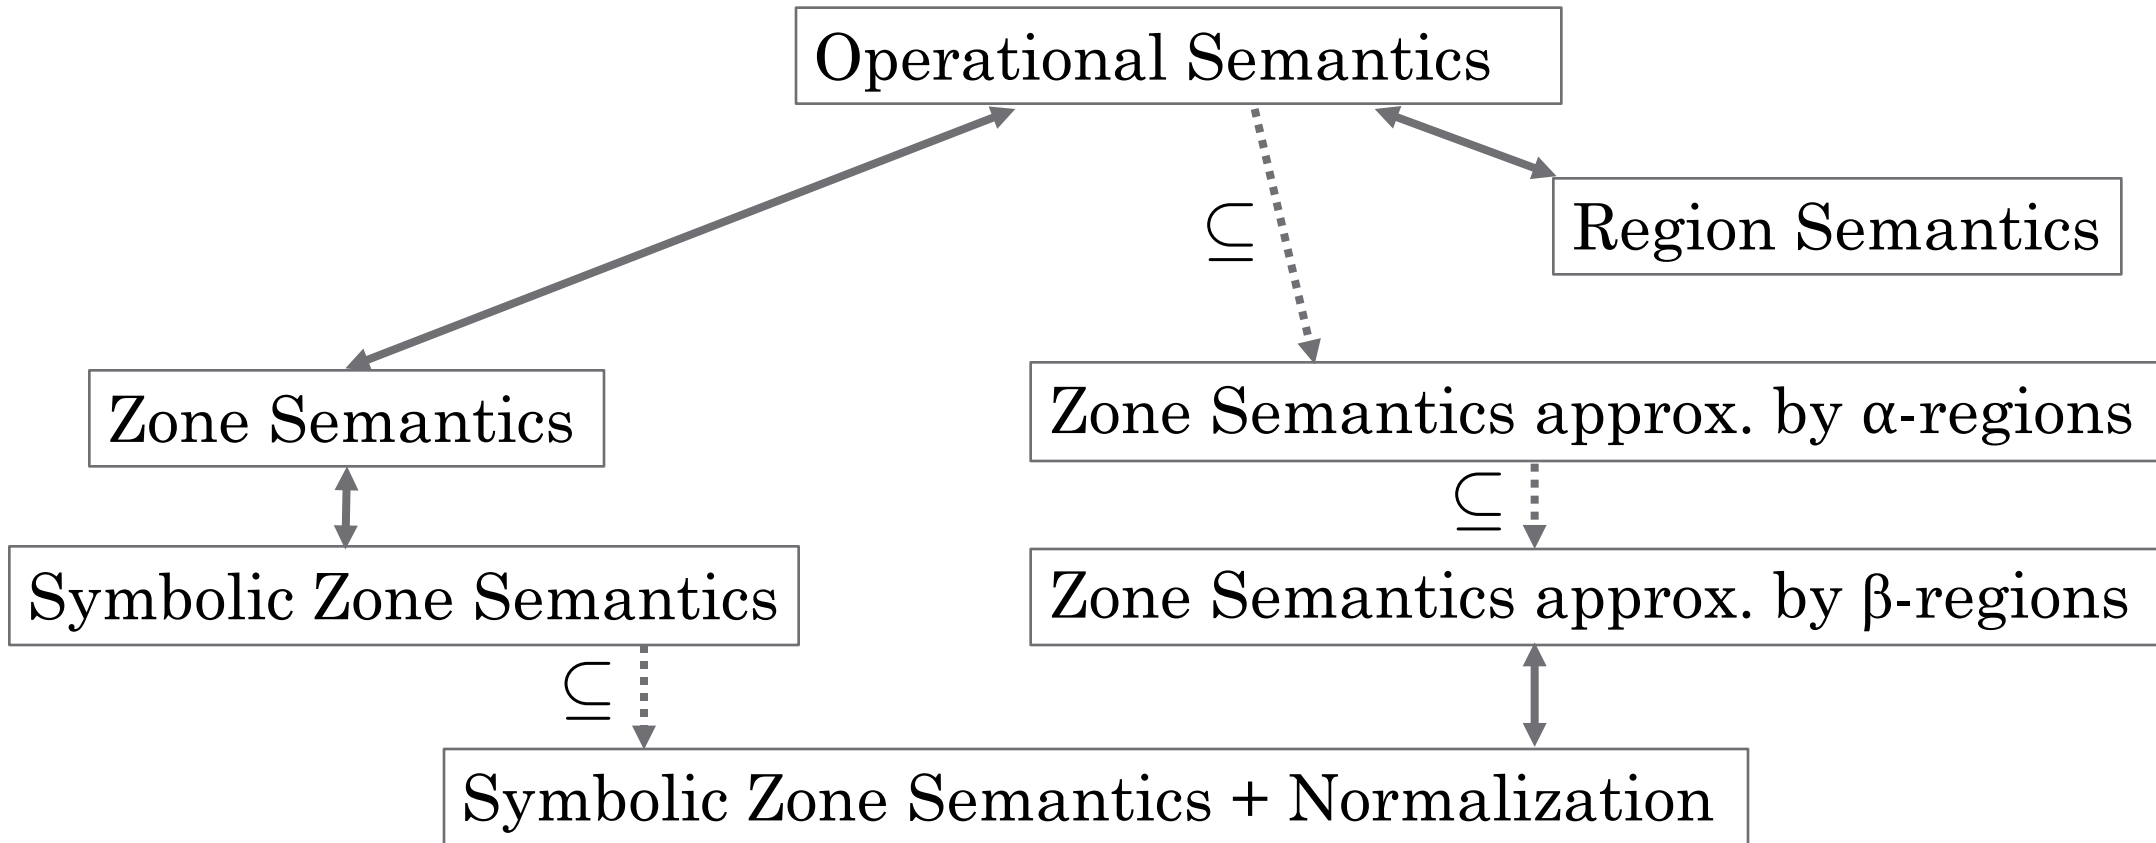 Operational Semantics
⊆
Region Semantics
Zone Semantics
Zone Semantics approx. by α-regions
⊆
Symbolic Zone Semantics
Zone Semantics approx. by β-regions
⊆
Symbolic Zone Semantics + Normalization